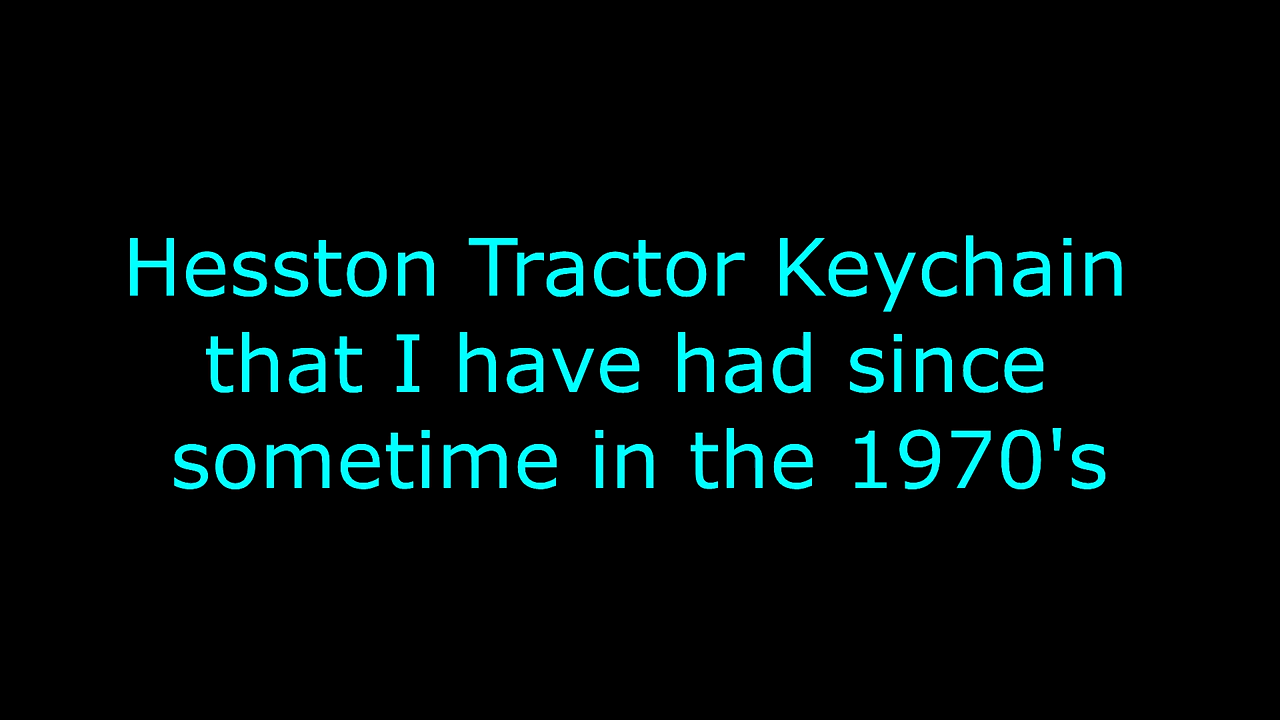 Hesston Tractor Keychain
that I have had since
sometime in the 1970's